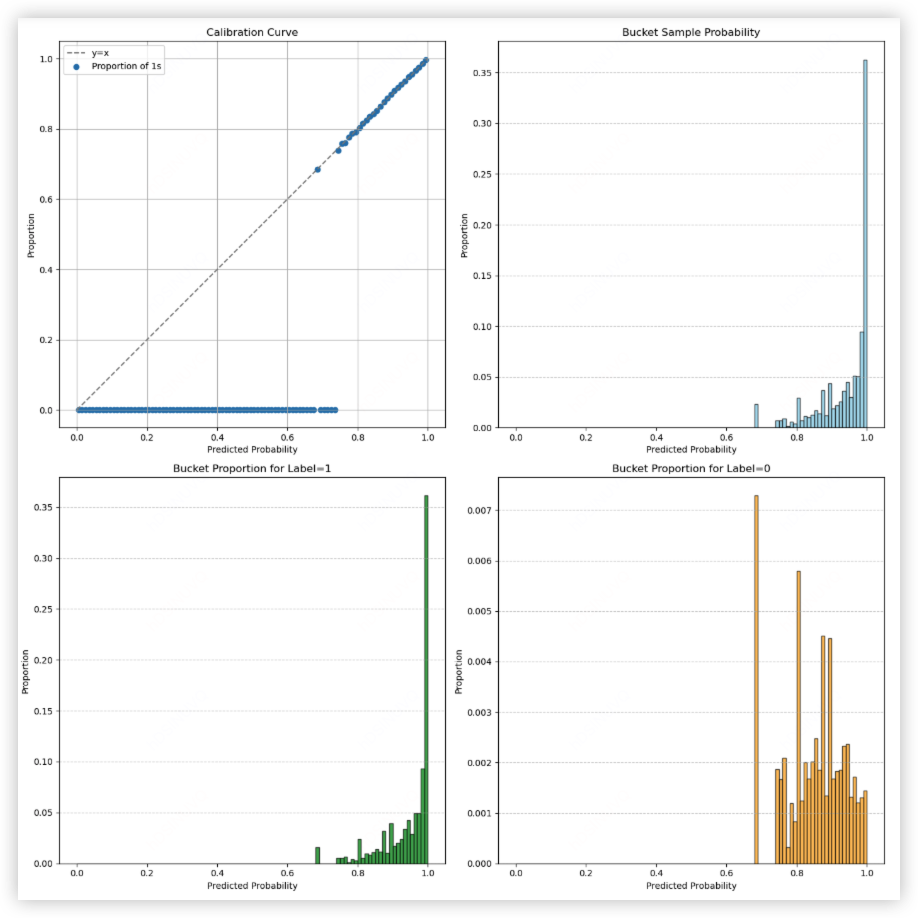 Calibration Curve
y=x
Proportion of 1s
1.0
0.8
0.6
0.4
0.2
0.0
Proportion
0.0 0.2 0.4 0.6 0.8 1.0
Predicted Probability
Bucket Sample Probability
0.35
0.30
0.25
0.20
0.15
0.10
0.05
0.00
Proportion
0.0 0.2 0.4 0.6 0.8 1.0
Predicted Probability
Bucket Proportion for Label=1
0.35
0.30
0.25
0.20
0.15
0.10
0.05
0.00
Proportion
0.0 0.2 0.4 0.6 0.8 1.0
Predicted Probability
Bucket Proportion for Label=0
0.007
0.006
0.005
0.004
0.003
0.002
0.001
0.000
Proportion
0.0 0.2 0.4 0.6 0.8 1.0
Predicted Probability